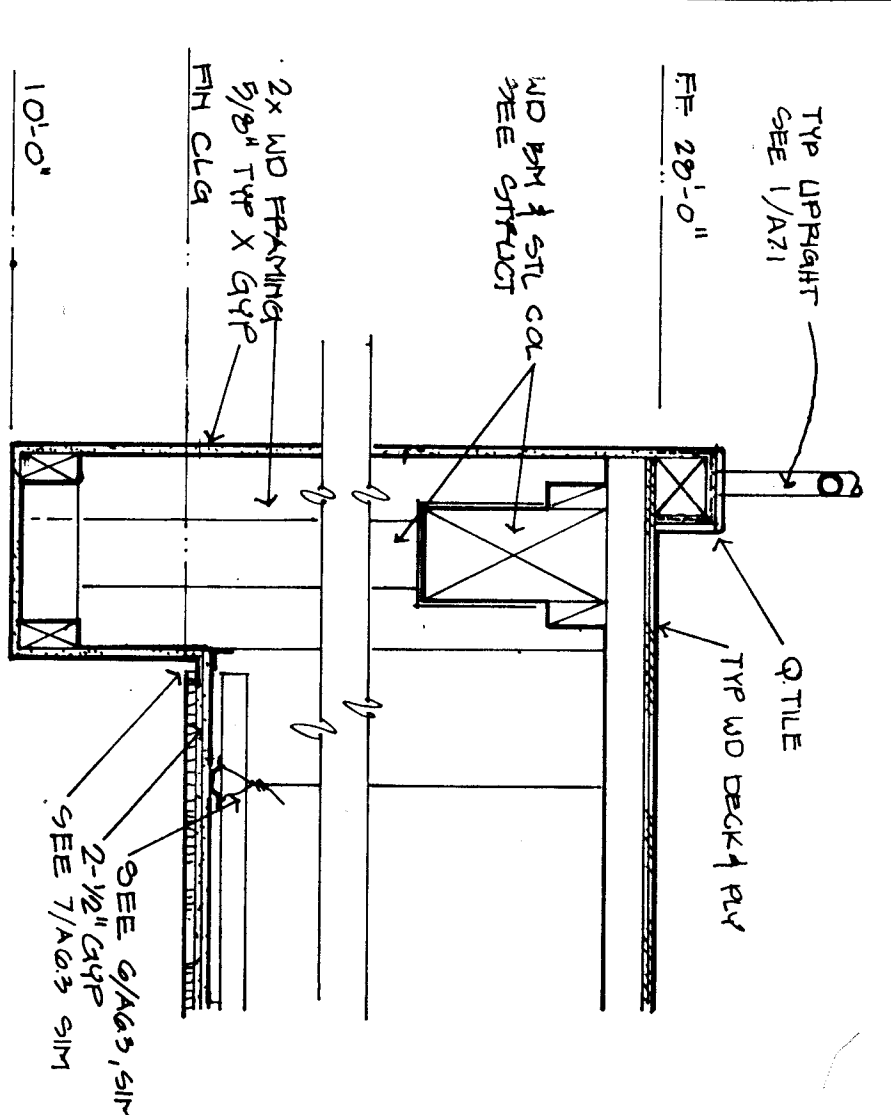 TYP UPRIGHT
SEE 1/A7.1
FF 28'-0"
WD BM & STL COL
SEE STRUCT
2x WD FRAMING
5/8" TYP X GYP
FIN CLG
10'-0"
Q.TILE
TYP WD DECK & PLY
SEE 6/A6.3, SIM
2-1/2" GYP
SEE 7/A6.3 SIM